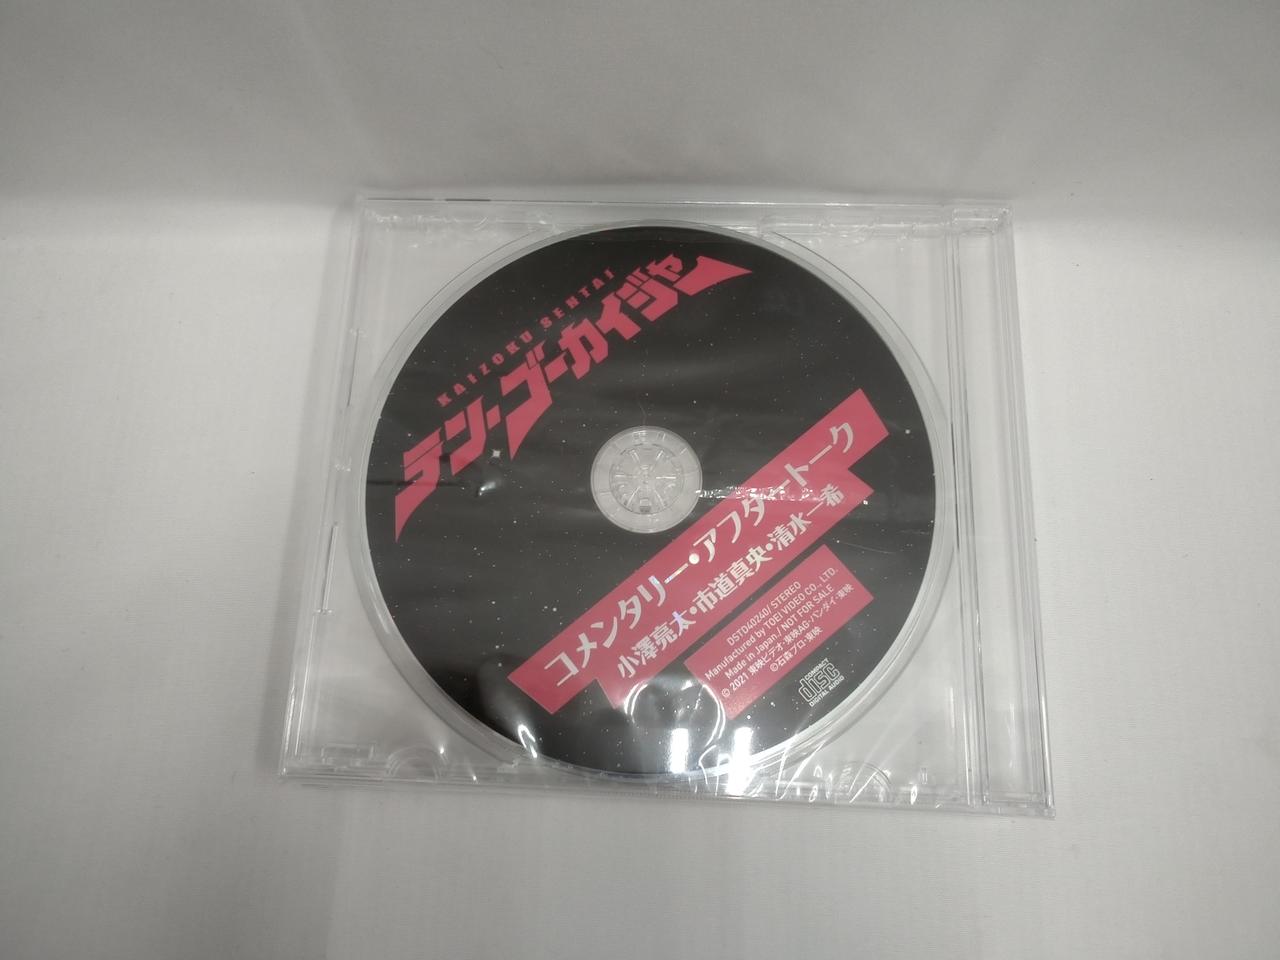 KAIZOKU SENTAI
テン・ゴーカイジャー
コメンタリー・アフタートーク
小澤亮太・市道真央・清水一希
DSTD40240/ STEREO
Manufactured by TOEI VIDEO CO., LTD.
Made in Japan./ NOT FOR SALE
© 2021 東映ビデオ・東映AG・バンダイ・東映
©石森プロ・東映
COMPACT
disc
DIGITAL AUDIO